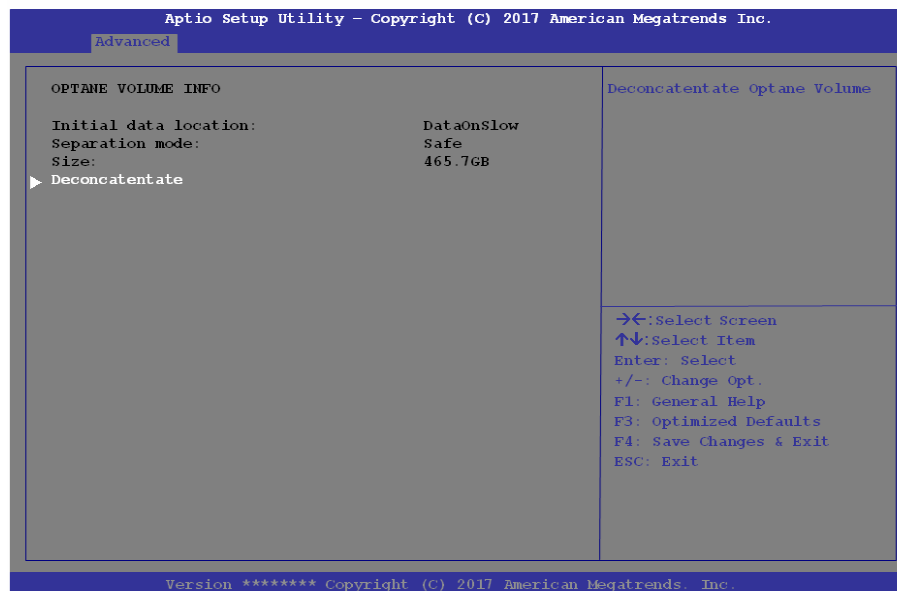 Aptio Setup Utility – Copyright (C) 2017 American Megatrends Inc.
Advanced
OPTANE VOLUME INFO
Initial data location: DataOnSlow
Separation mode: Safe
Size: 465.7GB
Deconcatentate
Deconcatentate Optane Volume
→←:Select Screen
↑↓:Select Item
Enter: Select
+/-: Change Opt.
F1: General Help
F3: Optimized Defaults
F4: Save Changes & Exit
ESC: Exit
Version ******** Copyright (C) 2017 American Megatrends. Inc.